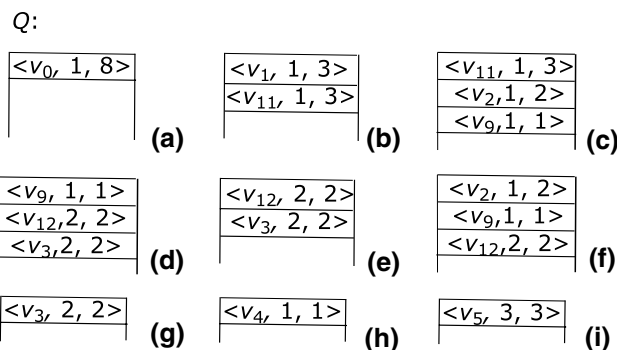 Q:
<v₀, 1, 8>
(a)
<v₁, 1, 3>
<v₁₁, 1, 3>
(b)
<v₁₁, 1, 3>
<v₂,1, 2>
<v₉,1, 1>
(c)
<v₉, 1, 1>
<v₁₂,2, 2>
<v₃,2, 2>
(d)
<v₁₂, 2, 2>
<v₃, 2, 2>
(e)
<v₂, 1, 2>
<v₉,1, 1>
<v₁₂,2, 2>
(f)
<v₃, 2, 2>
(g)
<v₄, 1, 1>
(h)
<v₅, 3, 3>
(i)